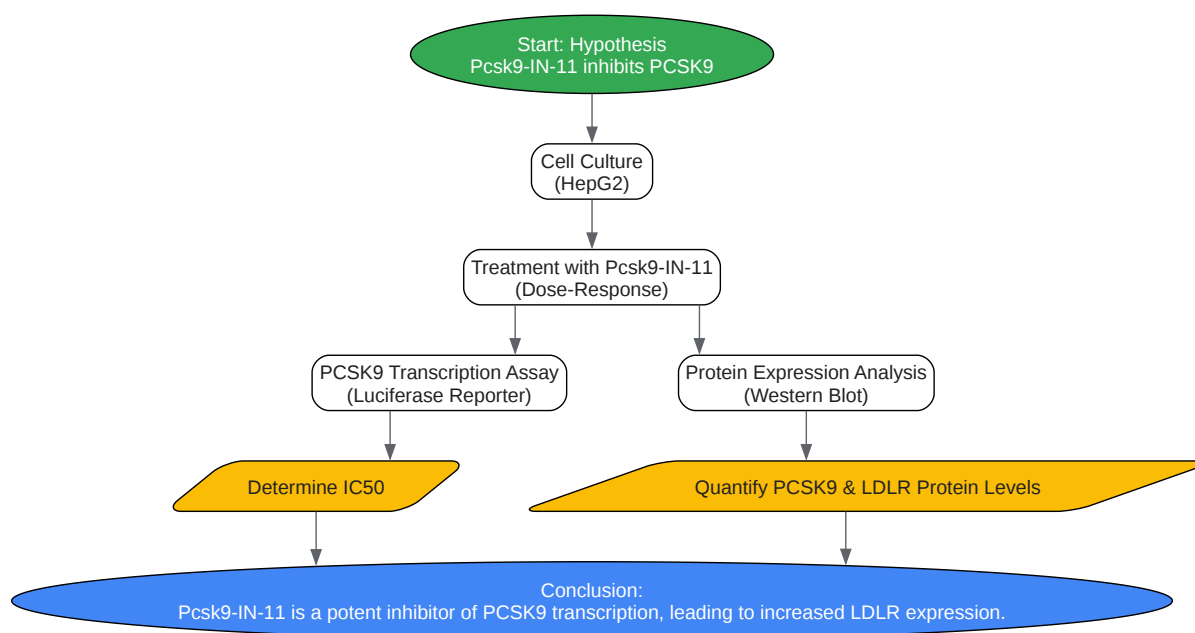 Start: Hypothesis
Pcsk9-IN-11 inhibits PCSK9
Cell Culture
(HepG2)
Treatment with Pcsk9-IN-11
(Dose-Response)
PCSK9 Transcription Assay
(Luciferase Reporter)
Protein Expression Analysis
(Western Blot)
Determine IC50
Quantify PCSK9 & LDLR Protein Levels
Conclusion:
Pcsk9-IN-11 is a potent inhibitor of PCSK9 transcription, leading to increased LDLR expression.